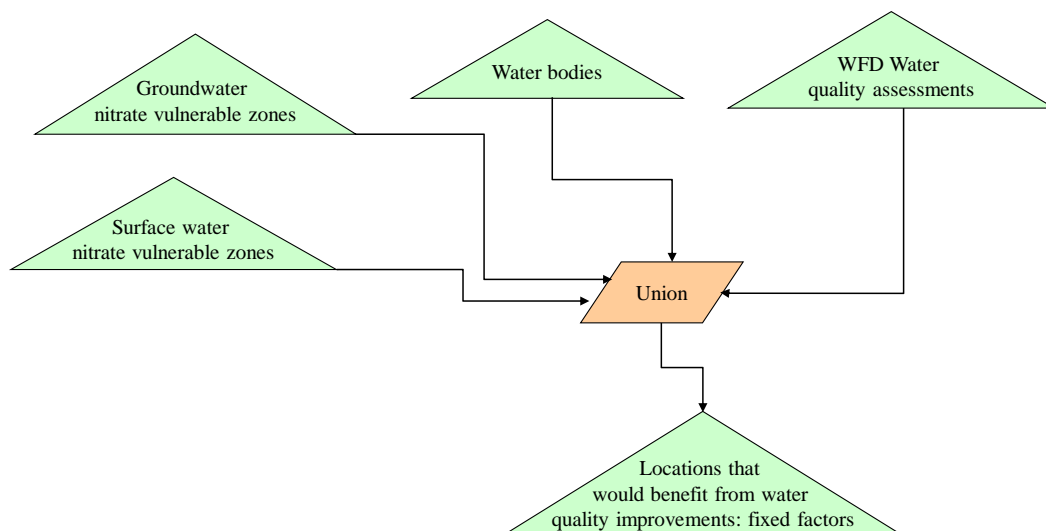 Groundwater
nitrate vulnerable zones
Water bodies
WFD Water
quality assessments
Surface water
nitrate vulnerable zones
Union
Locations that
would benefit from water
quality improvements: fixed factors